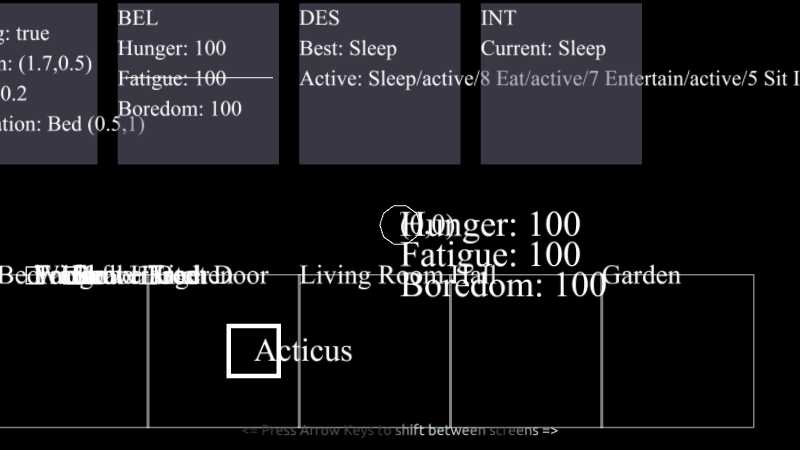 g: true
n: (1.7,0.5)
0.2
ation: Bed (0.5,1)
BEL
Hunger: 100
Fatigue: 100
Boredom: 100
DES
Best: Sleep
Active: Sleep/active/8 Eat/active/7 Entertain/active/5 Sit I
INT
Current: Sleep
Hunger: 100
Fatigue: 100
Boredom: 100
Door
Living Room
Hall
Garden
Acticus
<= Press Arrow Keys to shift between screens =>